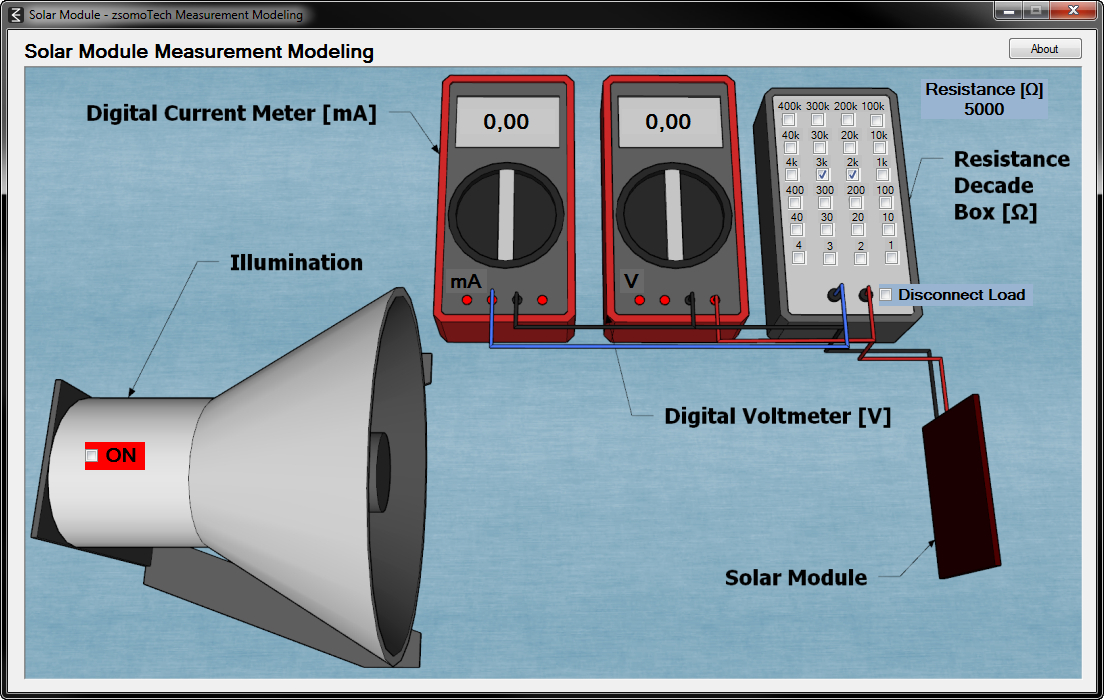 Solar Module - zsomoTech Measurement Modeling
Solar Module Measurement Modeling
About
Digital Current Meter [mA]
0,00
0,00
mA
V
400k 300k 200k 100k
40k 30k 20k 10k
4k 3k 2k 1k
400 300 200 100
40 30 20 10
4 3 2 1
Resistance [Ω]
5000
Resistance
Decade
Box [Ω]
Disconnect Load
Illumination
ON
Digital Voltmeter [V]
Solar Module